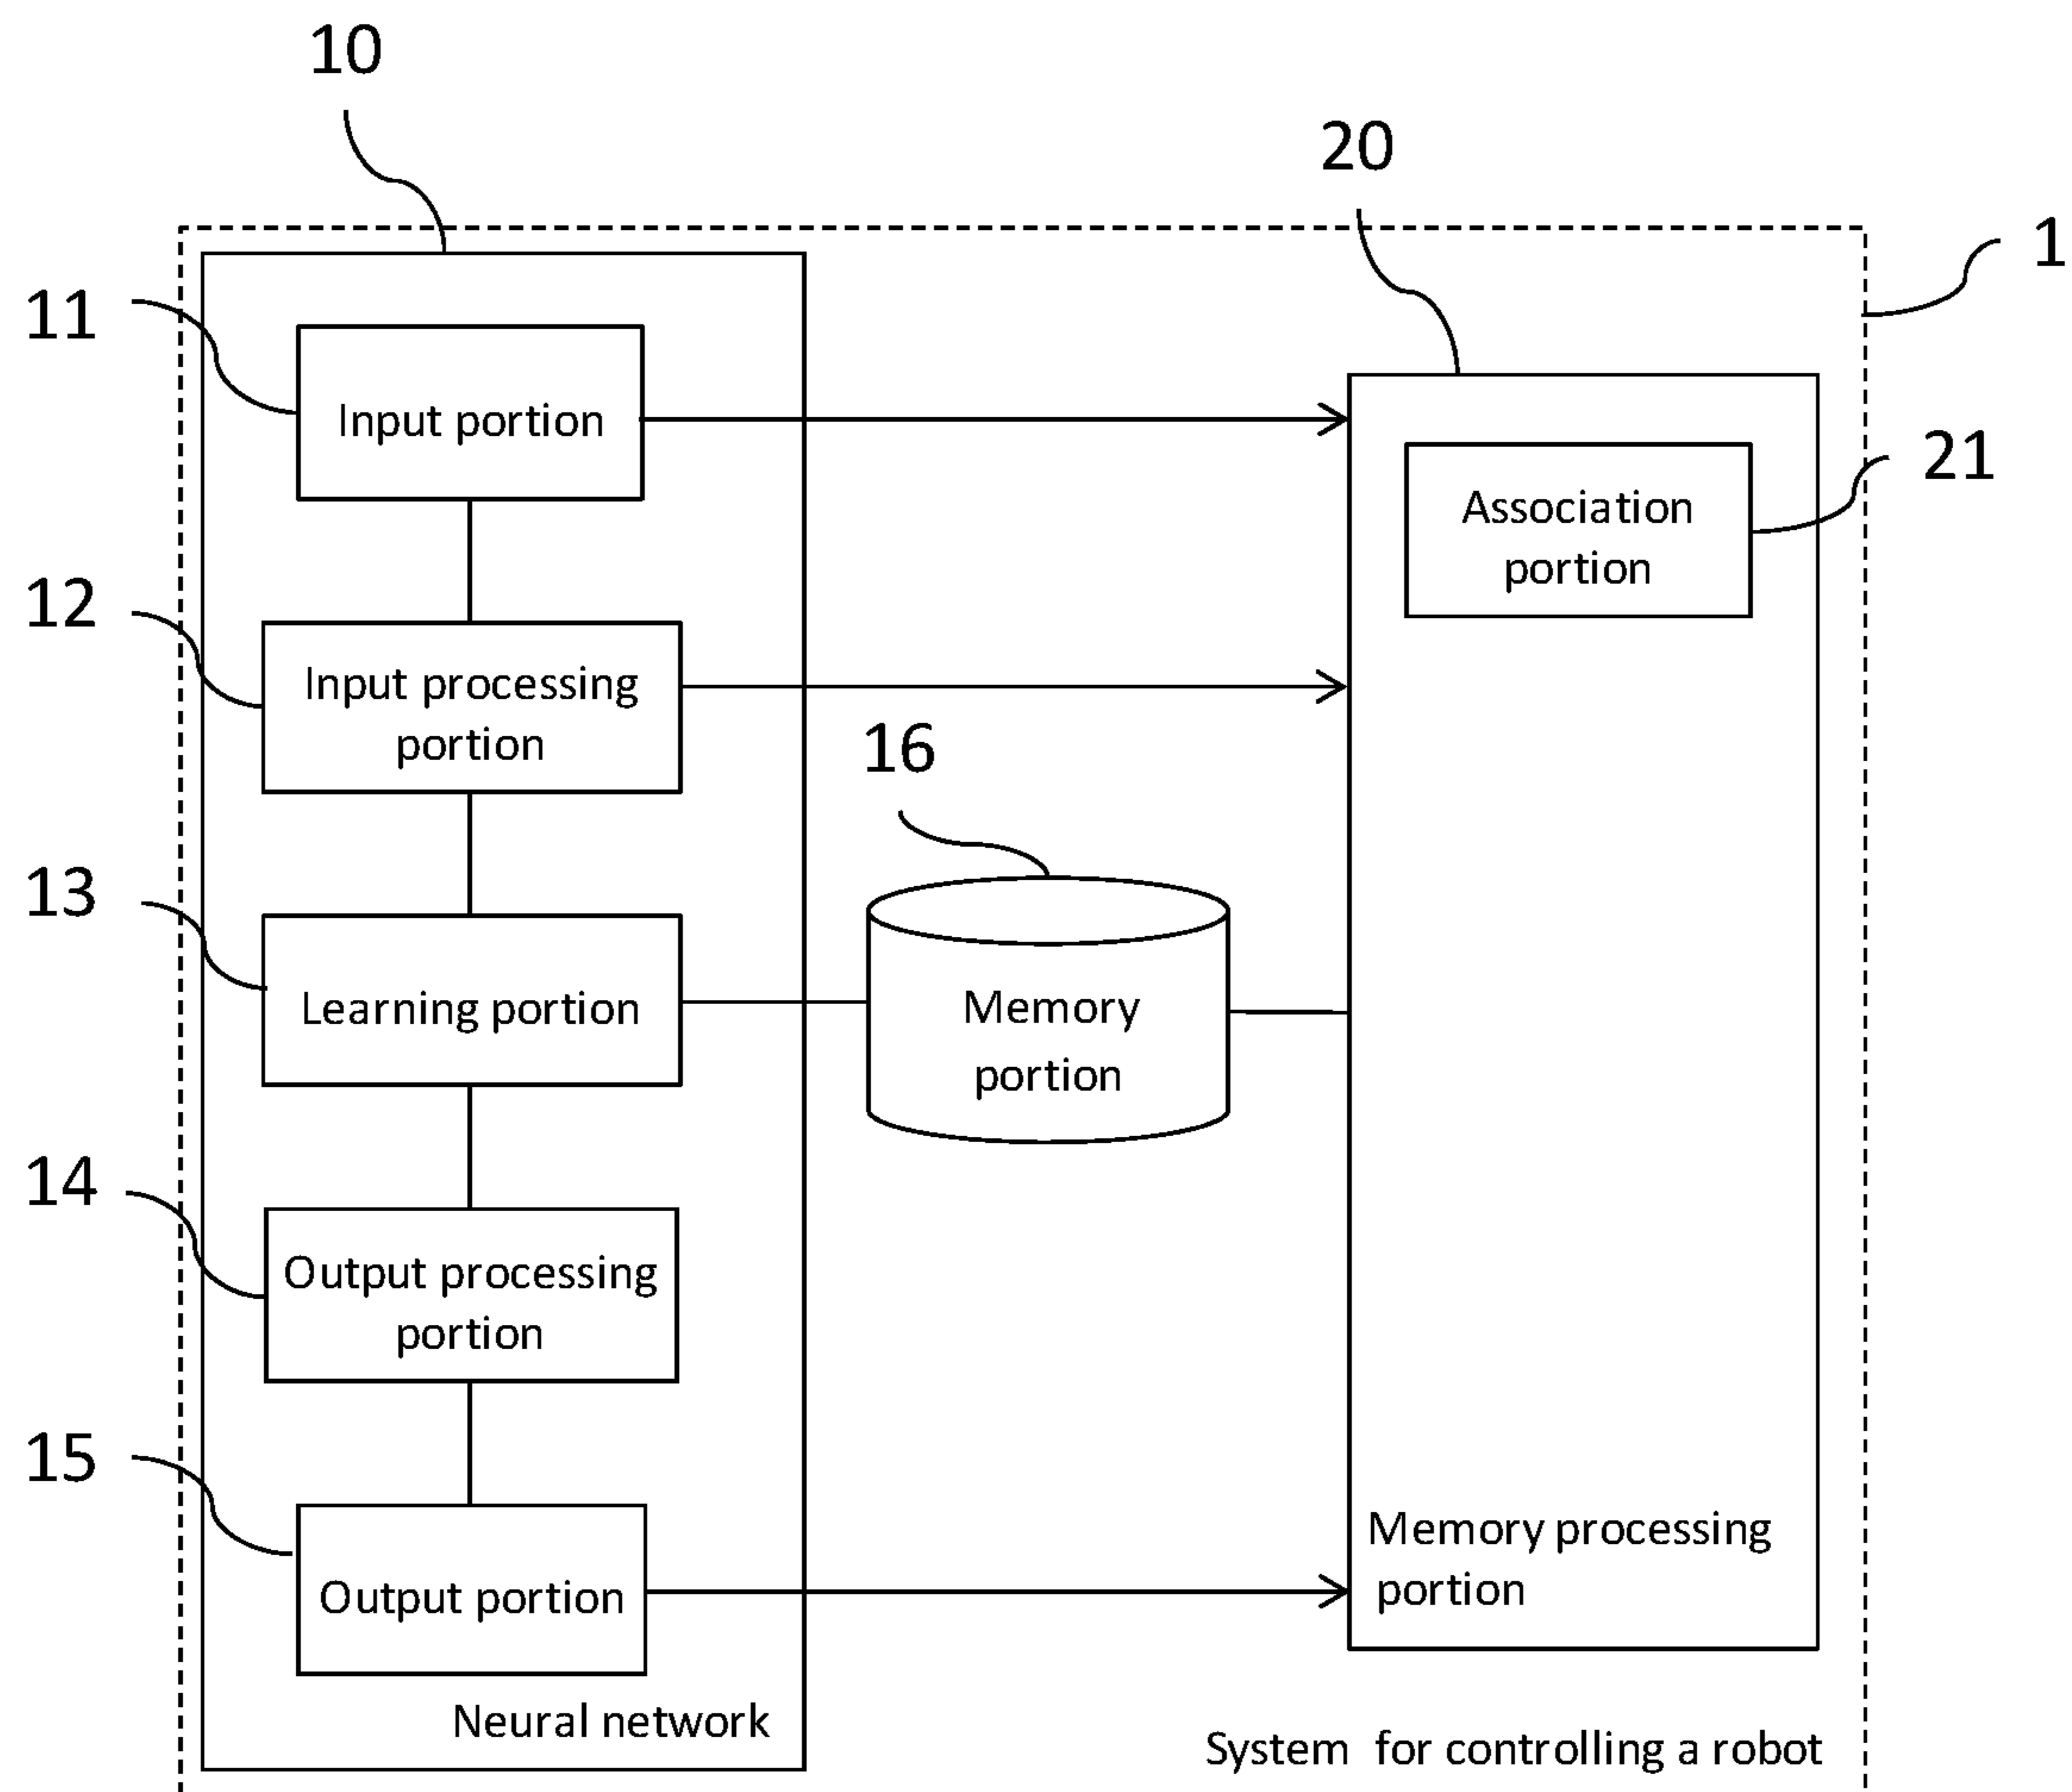 10
20
1
11
Input portion
21
Association
portion
12
Input processing
portion
16
13
Learning portion
Memory
portion
14
Output processing
portion
15
Output portion
Memory processing
portion
Neural network
System for controlling a robot